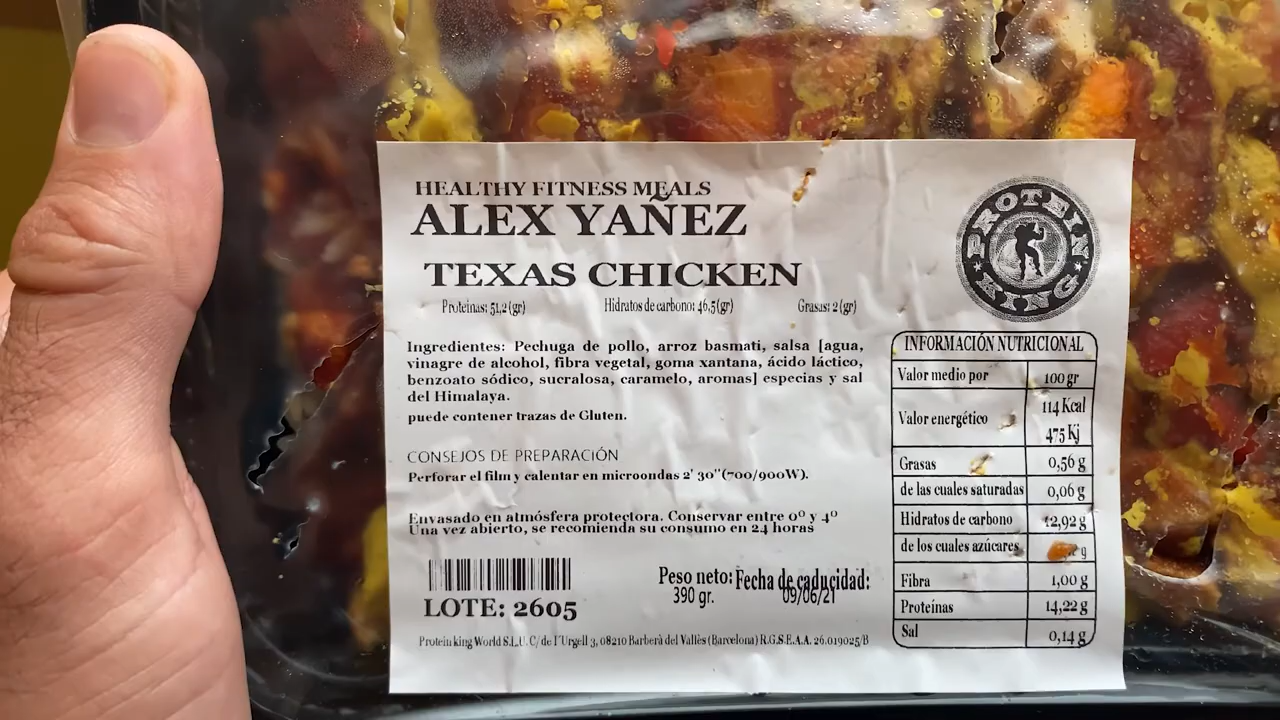 HEALTHY FITNESS MEALS
ALEX YAÑEZ
TEXAS CHICKEN
Proteínas: 51,2 (gr) Hidratos de carbono: 46,5 (gr) Grasas: 2 (gr)
Ingredientes: Pechuga de pollo, arroz basmati, salsa [agua,
vinagre de alcohol, fibra vegetal, goma xantana, ácido láctico,
benzoato sódico, sucralosa, caramelo, aromas] especias y sal
del Himalaya.
puede contener trazas de Gluten.
CONSEJOS DE PREPARACIÓN
Perforar el film y calentar en microondas 2' 30'' (700/900W).
Envasado en atmósfera protectora. Conservar entre 0º y 4º
Una vez abierto, se recomienda su consumo en 24 horas
LOTE: 2605
Peso neto: Fecha de caducidad:
390 gr. 09/06/21
Protein king World S.L.U. C/ de l'Urgell 3, 08210 Barberà del Vallès (Barcelona) R.G.S.E.A.A. 26.019025/B
PROTEIN KING
INFORMACIÓN NUTRICIONAL
Valor medio por 100 gr
Valor energético 114 Kcal
475 Kj
Grasas 0,56 g
de las cuales saturadas 0,06 g
Hidratos de carbono 12,92 g
de los cuales azúcares g
Fibra 1,00 g
Proteínas 14,22 g
Sal 0,14 g